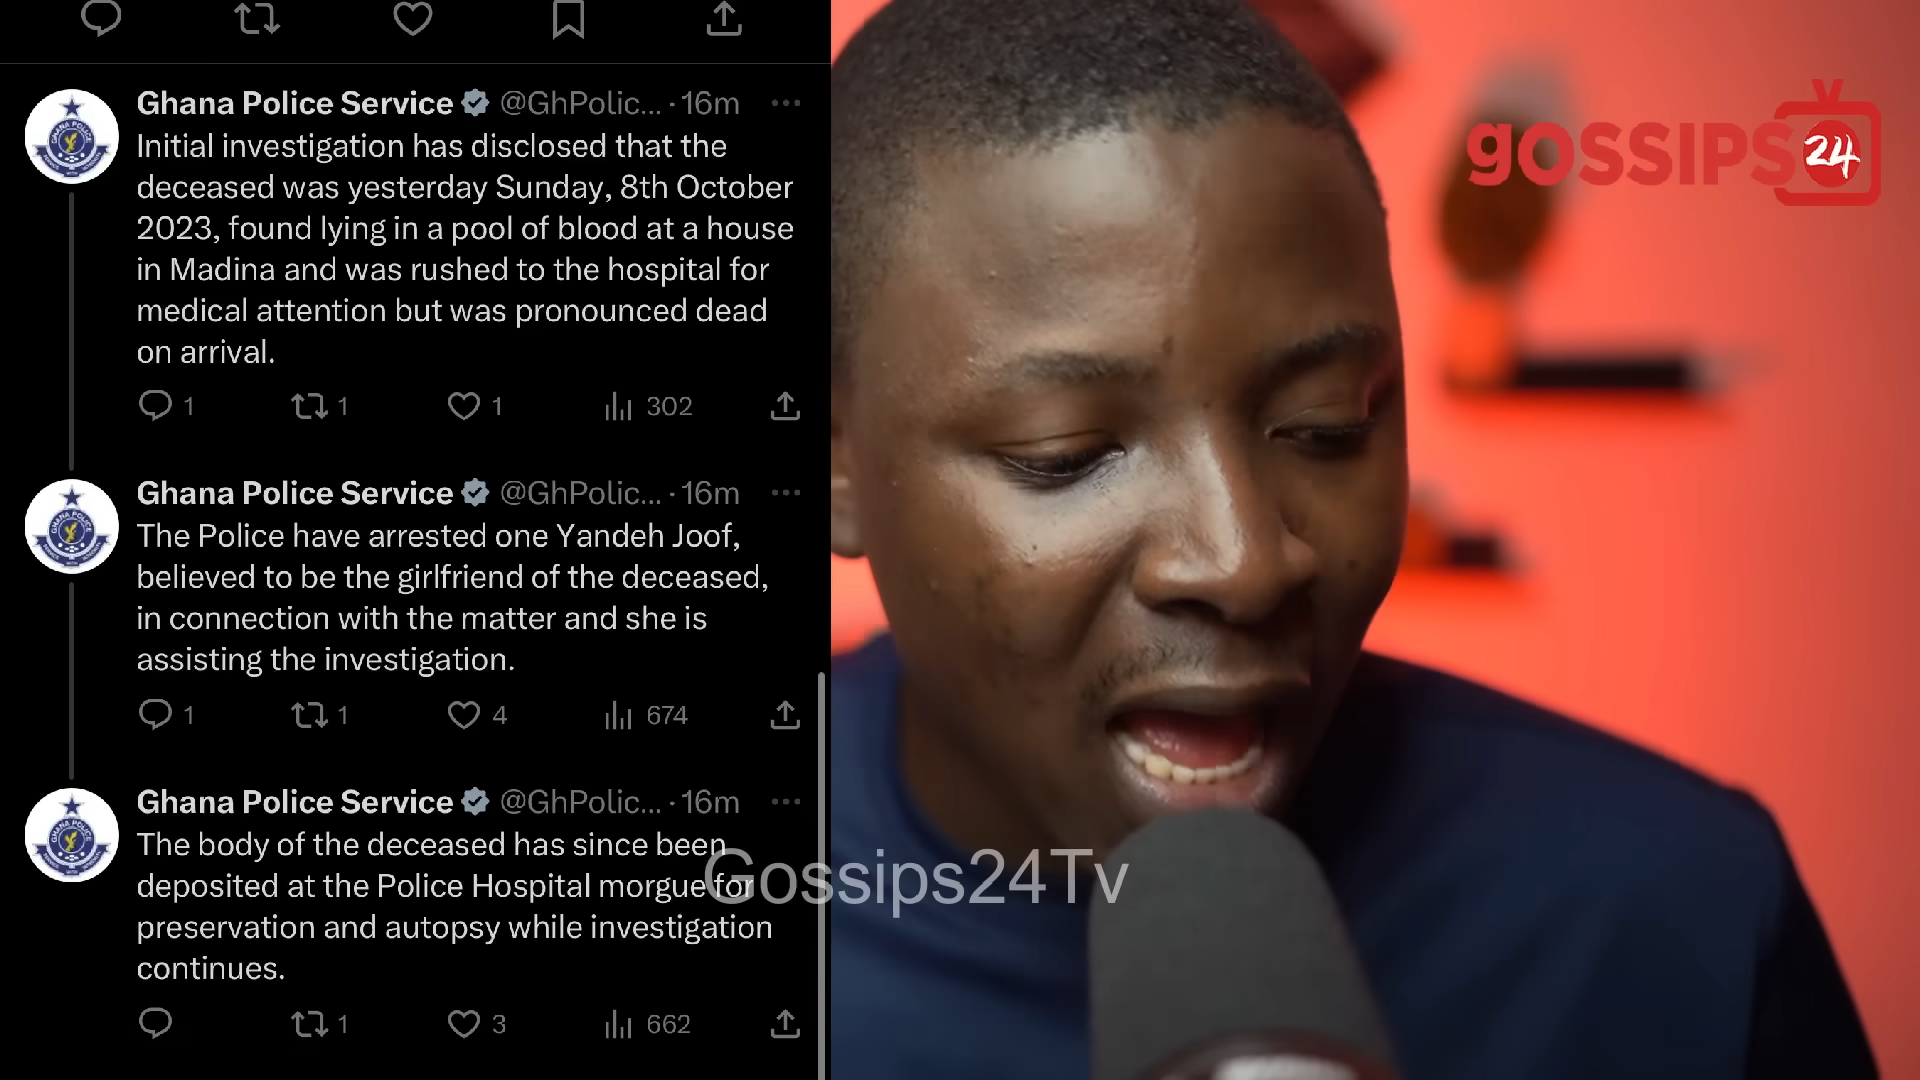 Ghana Police Service @GhPolic... · 16m
Initial investigation has disclosed that the
deceased was yesterday Sunday, 8th October
2023, found lying in a pool of blood at a house
in Madina and was rushed to the hospital for
medical attention but was pronounced dead
on arrival.
1 1 1 302
Ghana Police Service @GhPolic... · 16m
The Police have arrested one Yandeh Joof,
believed to be the girlfriend of the deceased,
in connection with the matter and she is
assisting the investigation.
1 1 4 674
Ghana Police Service @GhPolic... · 16m
The body of the deceased has since been
deposited at the Police Hospital morgue for
preservation and autopsy while investigation
continues.
1 3 662
gOSSIPS 24
Gossips24Tv